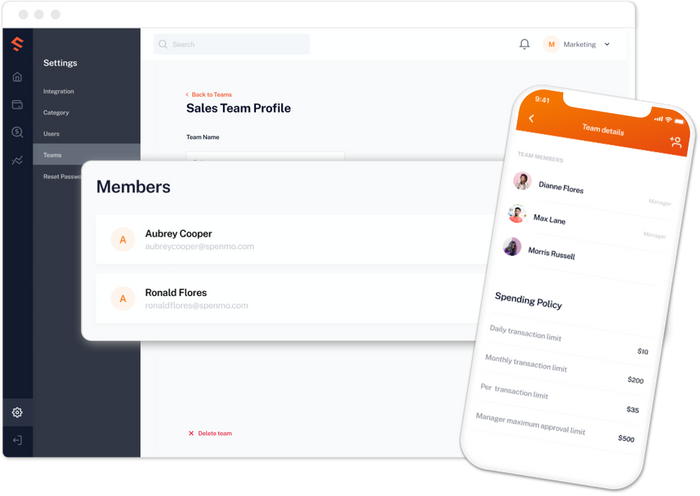 Search
M
Marketing
Settings
Integration
Category
Users
Teams
Reset
Back to Teams
Sales Team Profile
Team Name
Members
A
Aubrey Cooper
aubreycooper@spenmo.com
A
Ronald Flores
ronaldflores@spenmo.com
Delete team
9:41
Team details
TEAM MEMBERS
Dianne Flores
Manager
Max Lane
Manager
Morris Russell
Spending Policy
Daily transaction limit
$10
Monthly transaction limit
$200
Per transaction limit
$35
Manager maximum approval limit
$500